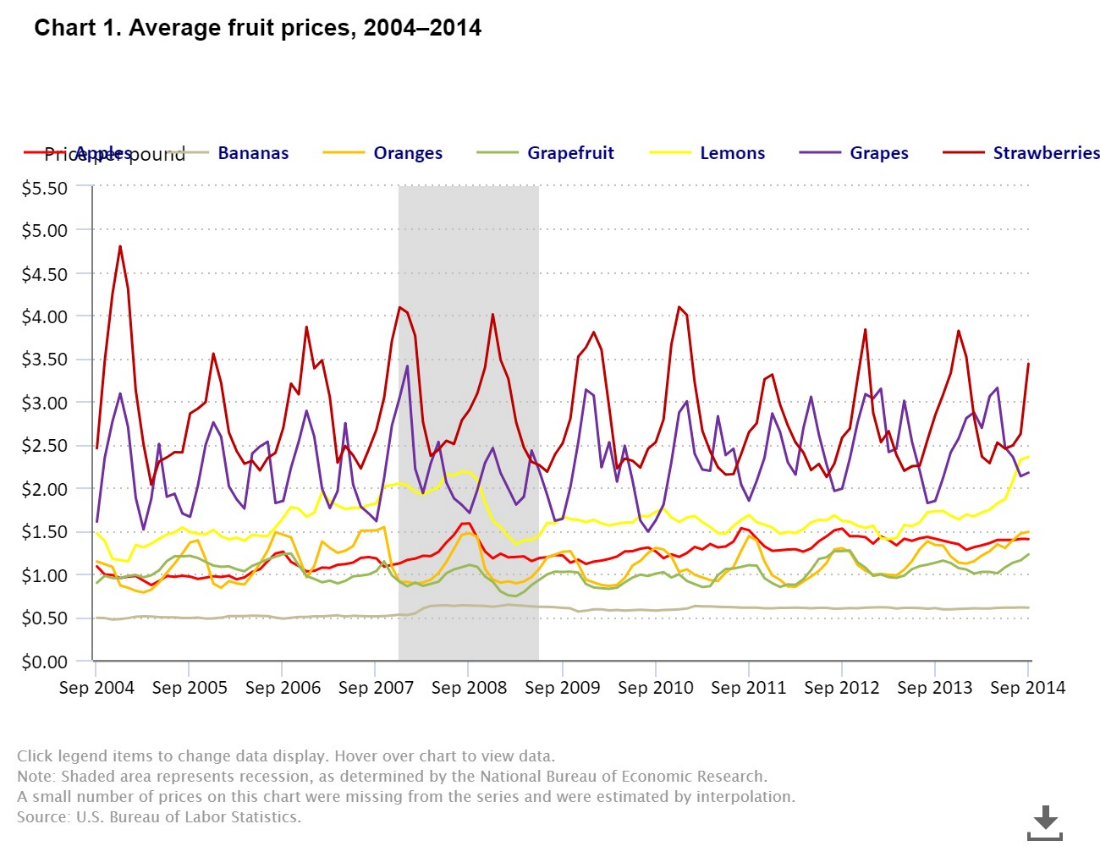 Chart 1. Average fruit prices, 2004–2014
Price per pound
Apples Bananas Oranges Grapefruit Lemons Grapes Strawberries
$5.50
$5.00
$4.50
$4.00
$3.50
$3.00
$2.50
$2.00
$1.50
$1.00
$0.50
$0.00
Sep 2004 Sep 2005 Sep 2006 Sep 2007 Sep 2008 Sep 2009 Sep 2010 Sep 2011 Sep 2012 Sep 2013 Sep 2014
Click legend items to change data display. Hover over chart to view data.
Note: Shaded area represents recession, as determined by the National Bureau of Economic Research.
A small number of prices on this chart were missing from the series and were estimated by interpolation.
Source: U.S. Bureau of Labor Statistics.